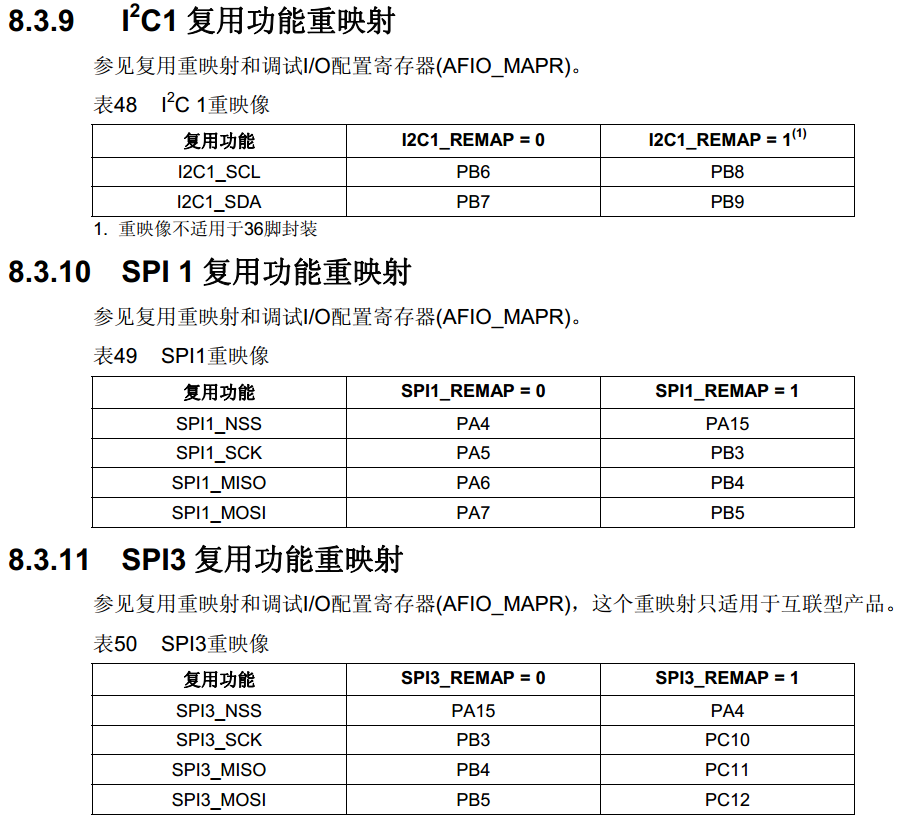 8.3.9 I²C1 复用功能重映射
参见复用重映射和调试I/O配置寄存器(AFIO_MAPR)。
表48 I²C 1重映像
复用功能 I2C1_REMAP = 0 I2C1_REMAP = 1⁽¹⁾
I2C1_SCL PB6 PB8
I2C1_SDA PB7 PB9
1. 重映像不适用于36脚封装
8.3.10 SPI 1 复用功能重映射
参见复用重映射和调试I/O配置寄存器(AFIO_MAPR)。
表49 SPI1重映像
复用功能 SPI1_REMAP = 0 SPI1_REMAP = 1
SPI1_NSS PA4 PA15
SPI1_SCK PA5 PB3
SPI1_MISO PA6 PB4
SPI1_MOSI PA7 PB5
8.3.11 SPI3 复用功能重映射
参见复用重映射和调试I/O配置寄存器(AFIO_MAPR)，这个重映射只适用于互联型产品。
表50 SPI3重映像
复用功能 SPI3_REMAP = 0 SPI3_REMAP = 1
SPI3_NSS PA15 PA4
SPI3_SCK PB3 PC10
SPI3_MISO PB4 PC11
SPI3_MOSI PB5 PC12